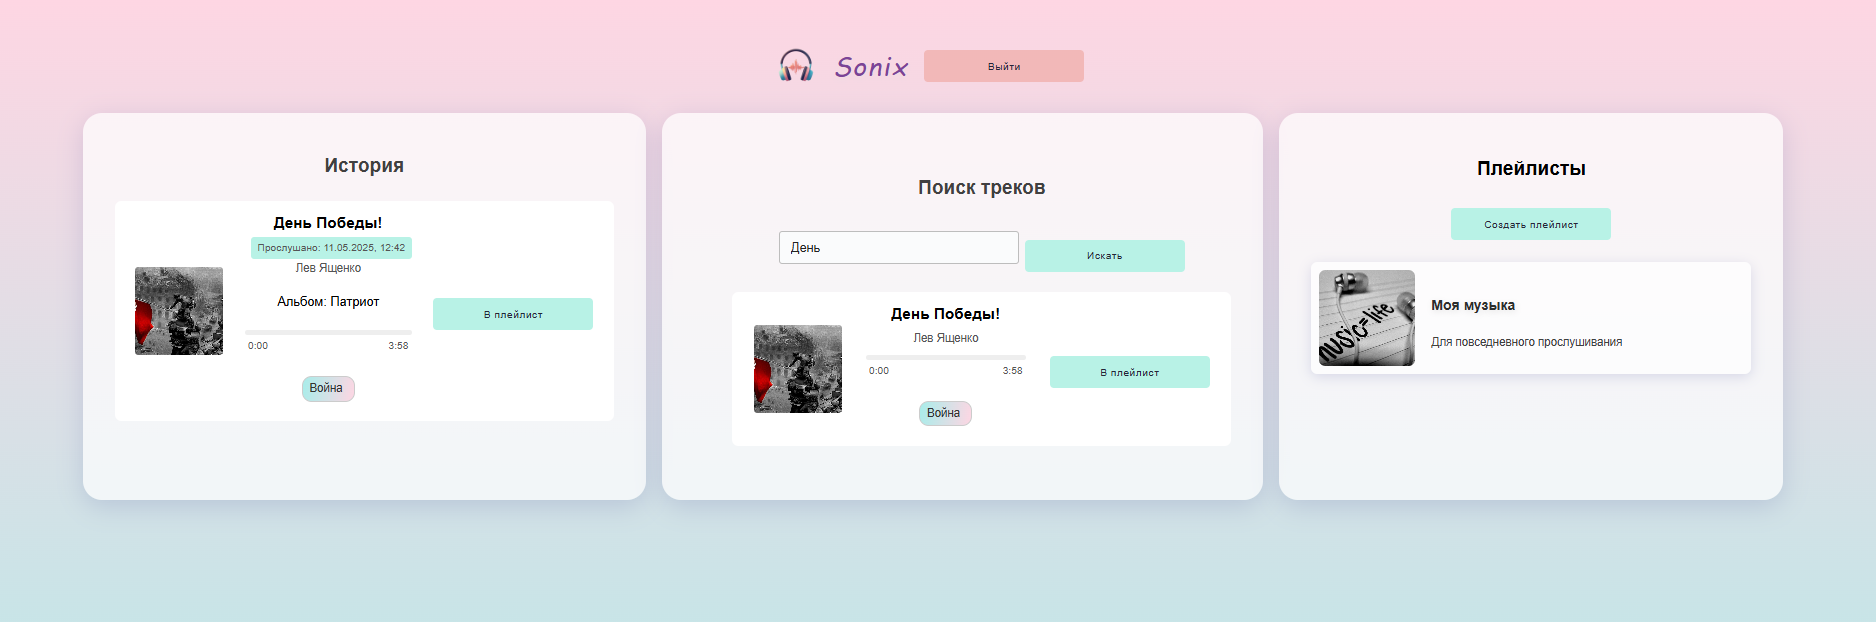 Sonix
Выйти
История
День Победы!
Прослушано: 11.05.2025, 12:42
Лев Ященко
Альбом: Патриот
0:00
3:58
Война
В плейлист
Поиск треков
День
Искать
День Победы!
Лев Ященко
0:00
3:58
Война
В плейлист
Плейлисты
Создать плейлист
music=life
Моя музыка
Для повседневного прослушивания